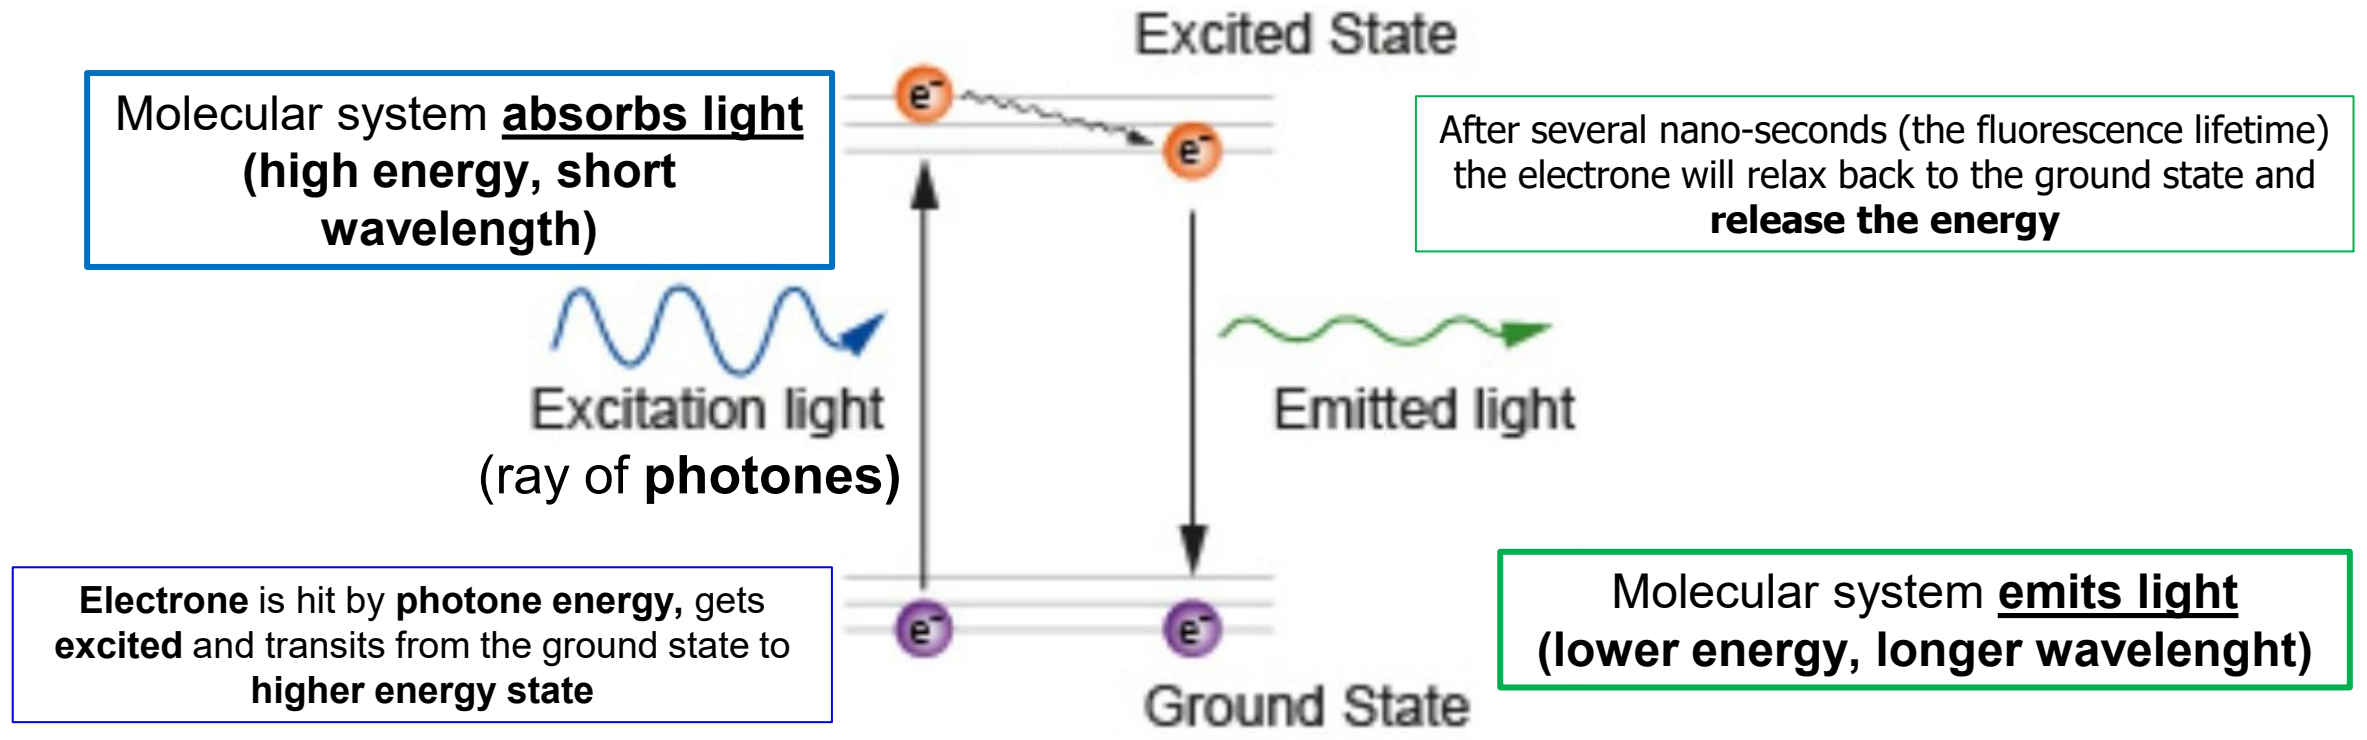 Excited State
Molecular system absorbs light
(high energy, short
wavelength)
e⁻
e⁻
After several nano-seconds (the fluorescence lifetime)
the electrone will relax back to the ground state and
release the energy
Excitation light
(ray of photones)
Emitted light
Electrone is hit by photone energy, gets
excited and transits from the ground state to
higher energy state
e⁻
e⁻
Molecular system emits light
(lower energy, longer wavelenght)
Ground State